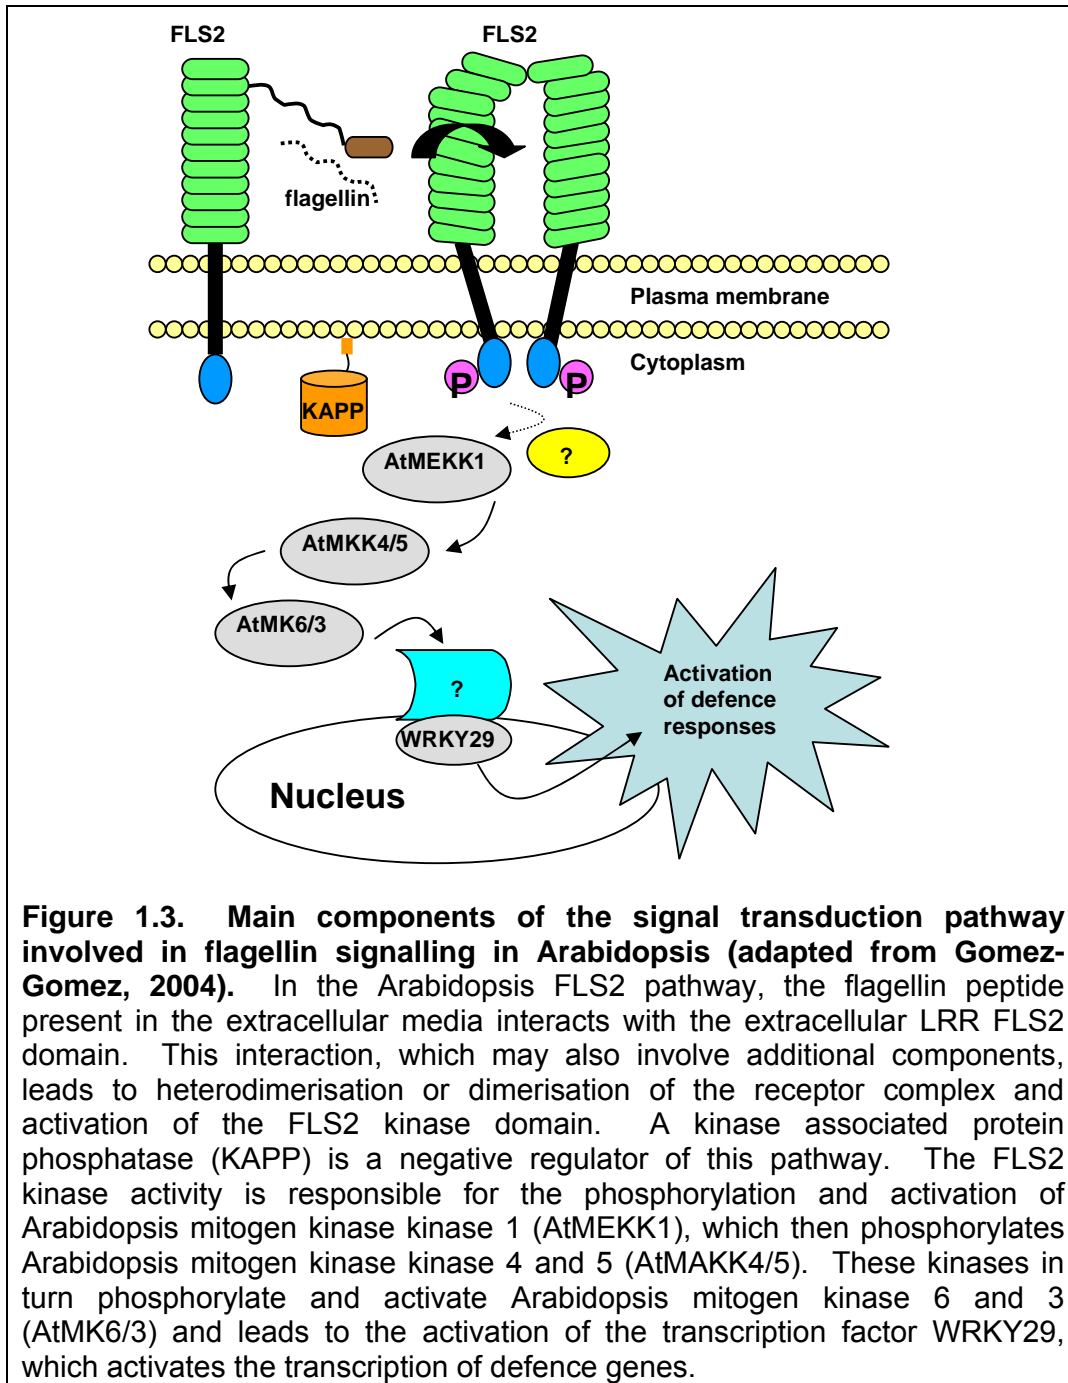 FLS2
FLS2
flagellin
Plasma membrane
Cytoplasm
P
P
KAPP
?
AtMEKK1
AtMKK4/5
AtMK6/3
?
WRKY29
Nucleus
Activation
of defence
responses
Figure 1.3. Main components of the signal transduction pathway
involved in flagellin signalling in Arabidopsis (adapted from Gomez-
Gomez, 2004). In the Arabidopsis FLS2 pathway, the flagellin peptide
present in the extracellular media interacts with the extracellular LRR FLS2
domain. This interaction, which may also involve additional components,
leads to heterodimerisation or dimerisation of the receptor complex and
activation of the FLS2 kinase domain. A kinase associated protein
phosphatase (KAPP) is a negative regulator of this pathway. The FLS2
kinase activity is responsible for the phosphorylation and activation of
Arabidopsis mitogen kinase kinase 1 (AtMEKK1), which then phosphorylates
Arabidopsis mitogen kinase kinase 4 and 5 (AtMAKK4/5). These kinases in
turn phosphorylate and activate Arabidopsis mitogen kinase 6 and 3
(AtMK6/3) and leads to the activation of the transcription factor WRKY29,
which activates the transcription of defence genes.